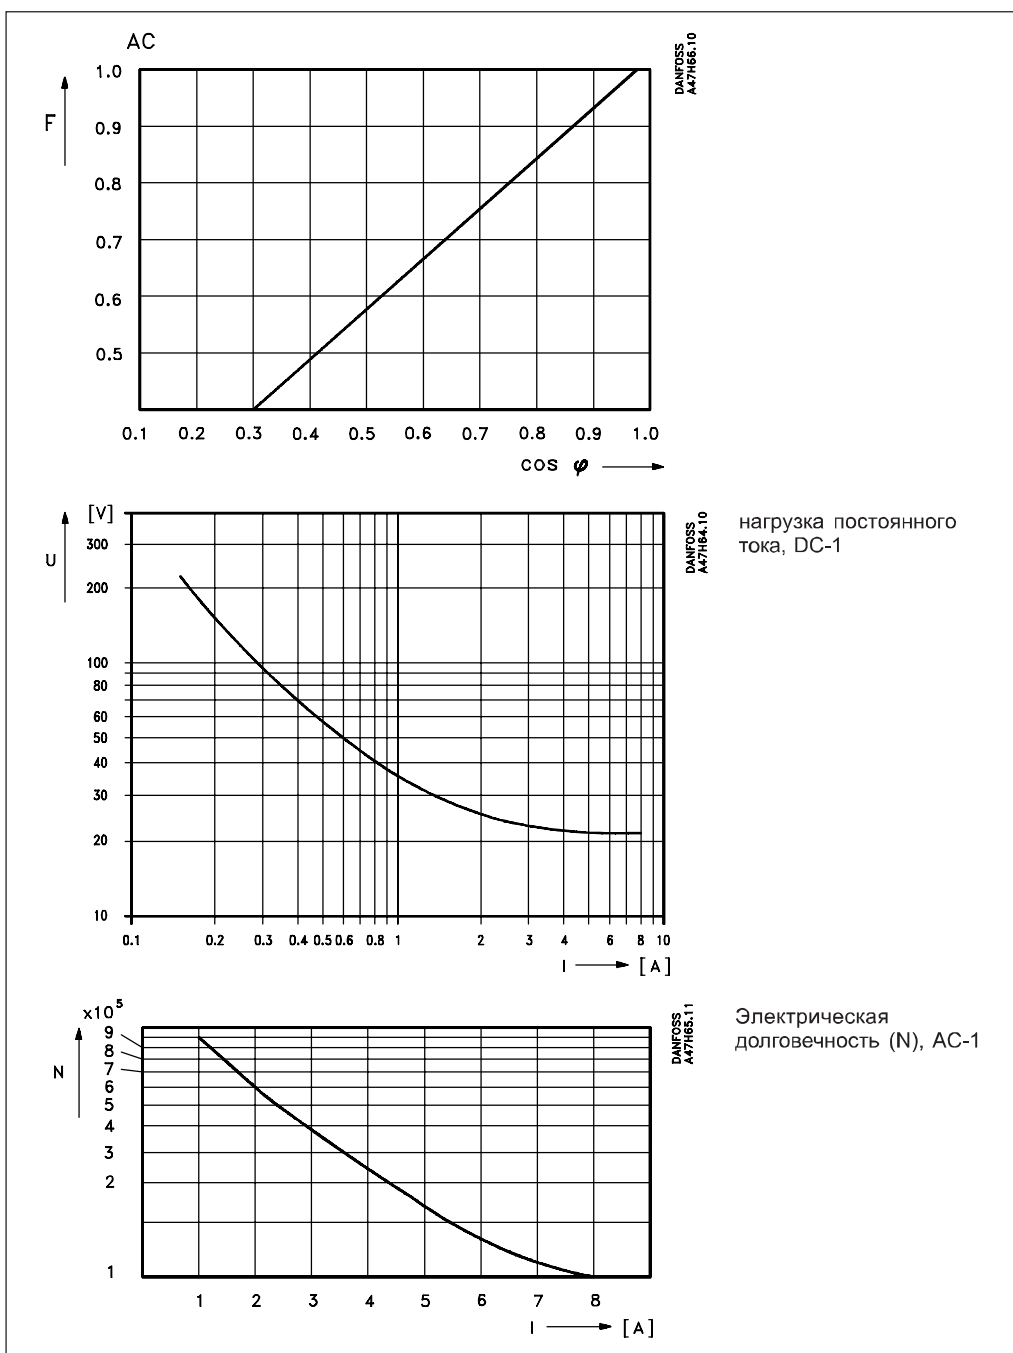 AC
F
1.0
0.9
0.8
0.7
0.6
0.5
0.1 0.2 0.3 0.4 0.5 0.6 0.7 0.8 0.9 1.0
cos φ
DANFOSS
A47H66.10
[V]
U
300
200
100
80
60
50
40
30
20
10
0.1 0.2 0.3 0.4 0.5 0.6 0.8 1 2 3 4 6 8 10
I [A]
DANFOSS
A47H64.10
нагрузка постоянного
тока, DC-1
x10⁵
N
9
8
7
6
5
4
3
2
1
1 2 3 4 5 6 7 8
I [A]
DANFOSS
A47H65.11
Электрическая
долговечность (N), AC-1